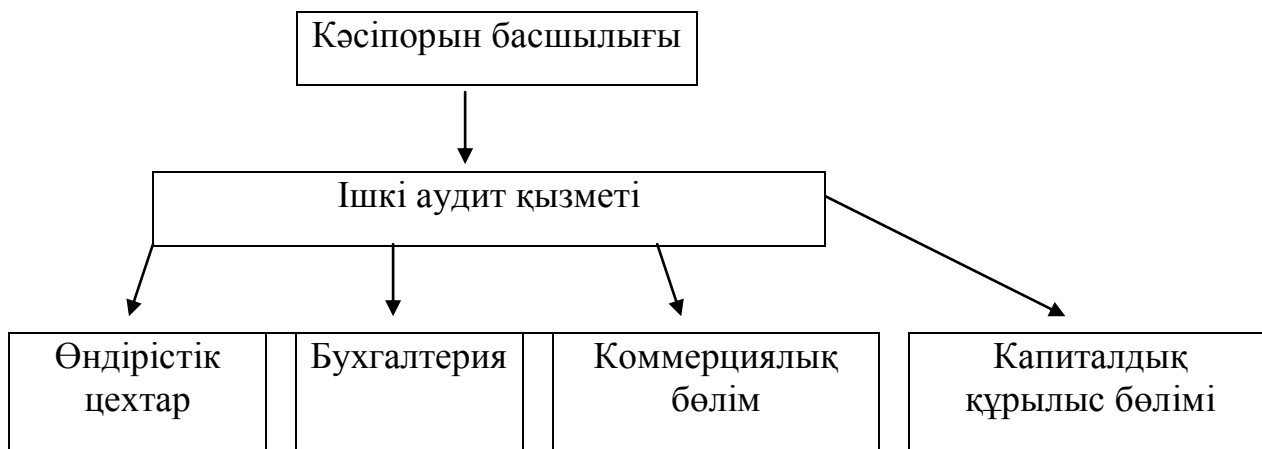 Кәсіпорын басшылығы
Ішкі аудит қызметі
Өндірістік
цехтар
Бухгалтерия
Коммерциялық
бөлім
Капиталдық
құрылыс бөлімі